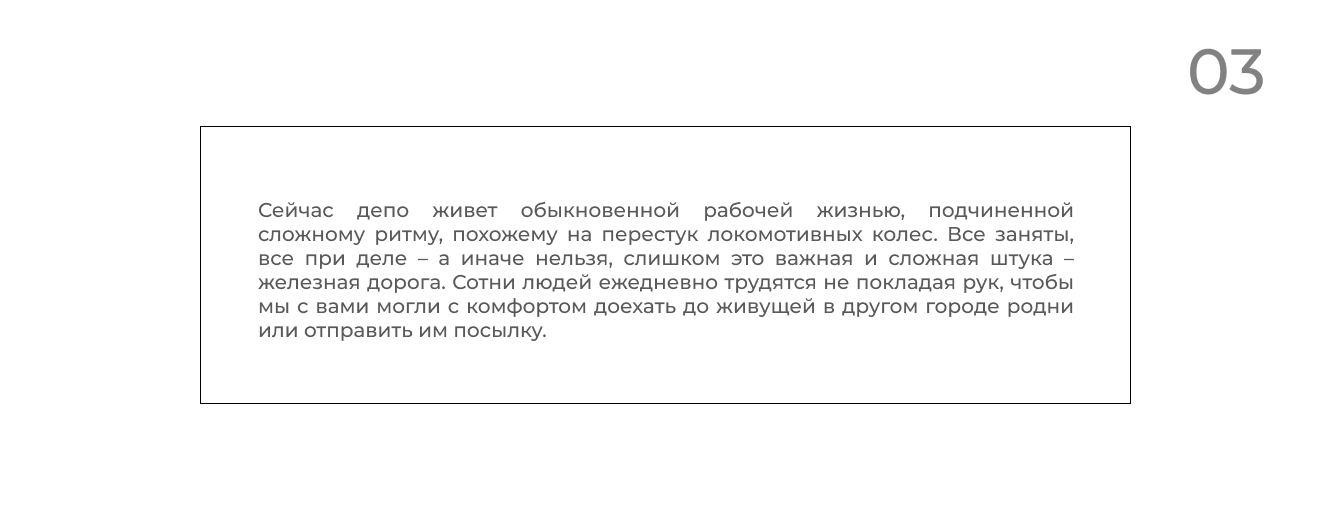 03
Сейчас депо живет обыкновенной рабочей жизнью, подчиненной
сложному ритму, похожему на перестук локомотивных колес. Все заняты,
все при деле – а иначе нельзя, слишком это важная и сложная штука –
железная дорога. Сотни людей ежедневно трудятся не покладая рук, чтобы
мы с вами могли с комфортом доехать до живущей в другом городе родни
или отправить им посылку.